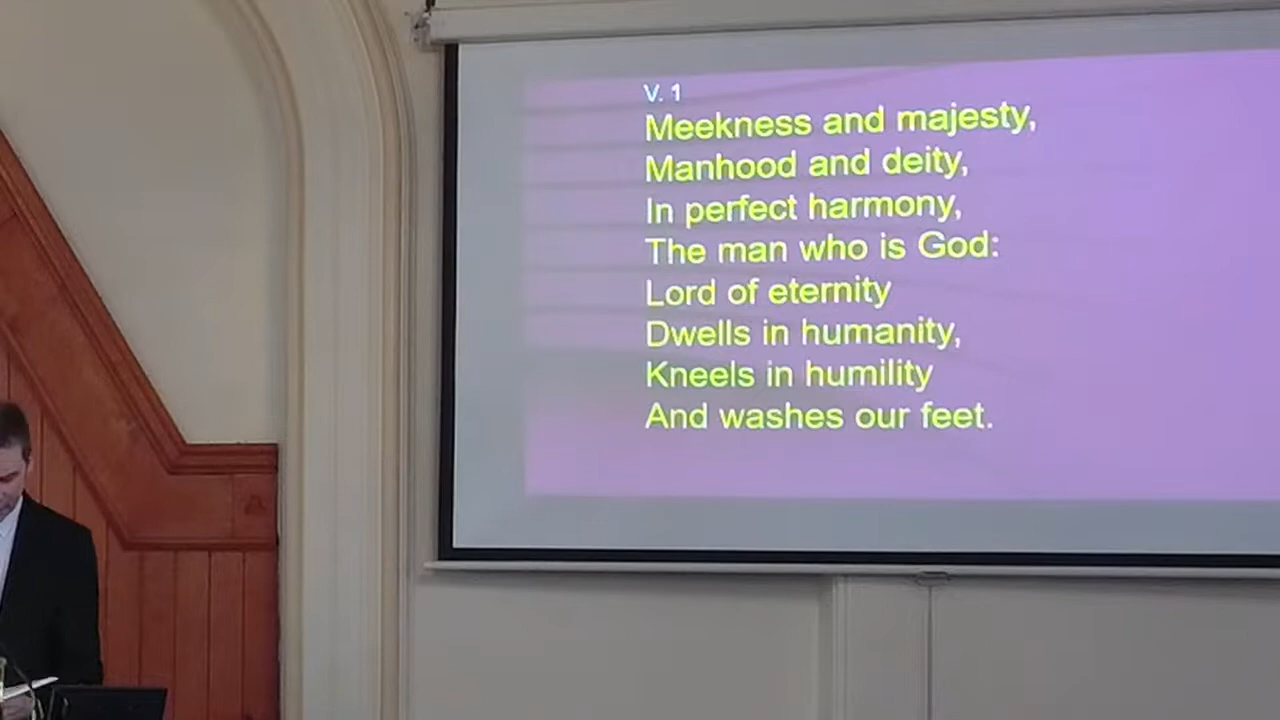 V. 1
Meekness and majesty,
Manhood and deity,
In perfect harmony,
The man who is God:
Lord of eternity
Dwells in humanity,
Kneels in humility
And washes our feet.